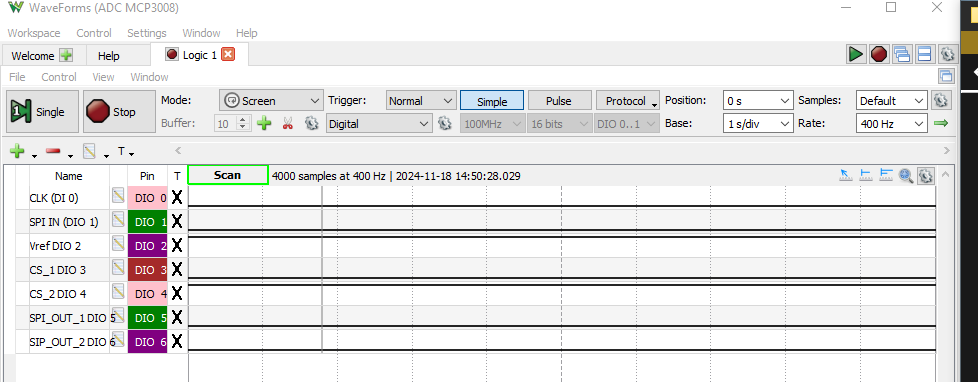 WaveForms (ADC MCP3008)
Workspace Control Settings Window Help
Welcome Help Logic 1
File Control View Window
Single Stop Mode: Screen Trigger: Normal Simple Pulse Protocol Position: 0 s Samples: Default
Buffer: 10 Digital 100MHz 16 bits DIO 0..1 Base: 1 s/div Rate: 400 Hz
T
Name Pin T Scan 4000 samples at 400 Hz | 2024-11-18 14:50:28.029
CLK (DI 0) DIO 0 X
SPI IN (DIO 1) DIO 1 X
Vref DIO 2 DIO 2 X
CS_1 DIO 3 DIO 3 X
CS_2 DIO 4 DIO 4 X
SPI_OUT_1 DIO 5 DIO 5 X
SIP_OUT_2 DIO 6 DIO 6 X